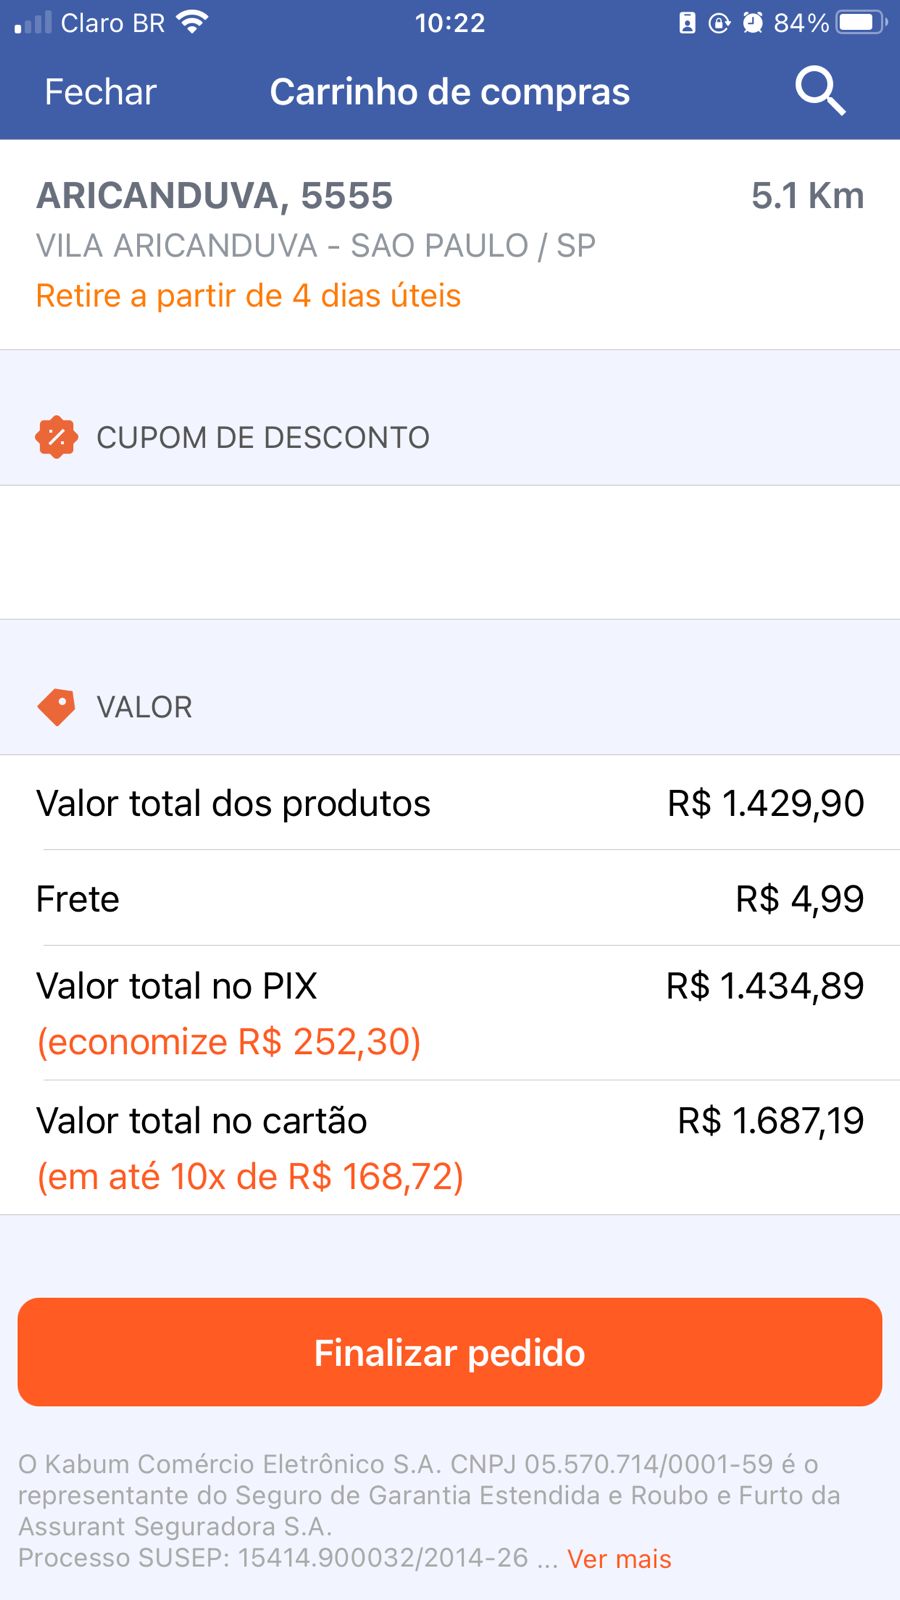 Claro BR 10:22 84%
Fechar Carrinho de compras
ARICANDUVA, 5555 5.1 Km
VILA ARICANDUVA - SAO PAULO / SP
Retire a partir de 4 dias úteis
CUPOM DE DESCONTO
VALOR
Valor total dos produtos R$ 1.429,90
Frete R$ 4,99
Valor total no PIX R$ 1.434,89
(economize R$ 252,30)
Valor total no cartão R$ 1.687,19
(em até 10x de R$ 168,72)
Finalizar pedido
O Kabum Comércio Eletrônico S.A. CNPJ 05.570.714/0001-59 é o
representante do Seguro de Garantia Estendida e Roubo e Furto da
Assurant Seguradora S.A.
Processo SUSEP: 15414.900032/2014-26 ... Ver mais